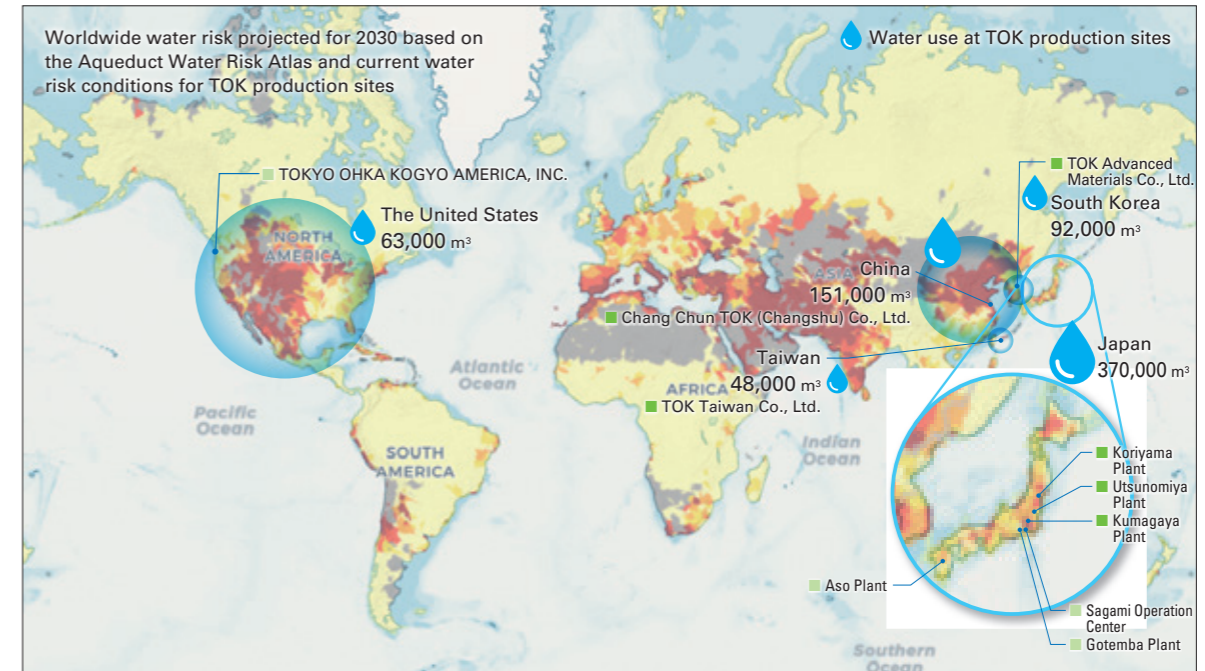 Worldwide water risk projected for 2030 based on
the Aqueduct Water Risk Atlas and current water
risk conditions for TOK production sites
Water use at TOK production sites
TOKYO OHKA KOGYO AMERICA, INC.
The United States
63,000 m³
NORTH
AMERICA
TOK Advanced
Materials Co., Ltd.
South Korea
92,000 m³
ASIA
China
151,000 m³
Chang Chun TOK (Changshu) Co., Ltd.
Taiwan
48,000 m³
TOK Taiwan Co., Ltd.
Japan
370,000 m³
Atlantic
Ocean
AFRICA
Pacific
Ocean
SOUTH
AMERICA
Indian
Ocean
Koriyama
Plant
Utsunomiya
Plant
Kumagaya
Plant
Aso Plant
Sagami Operation
Center
Gotemba Plant
Southern
Ocean